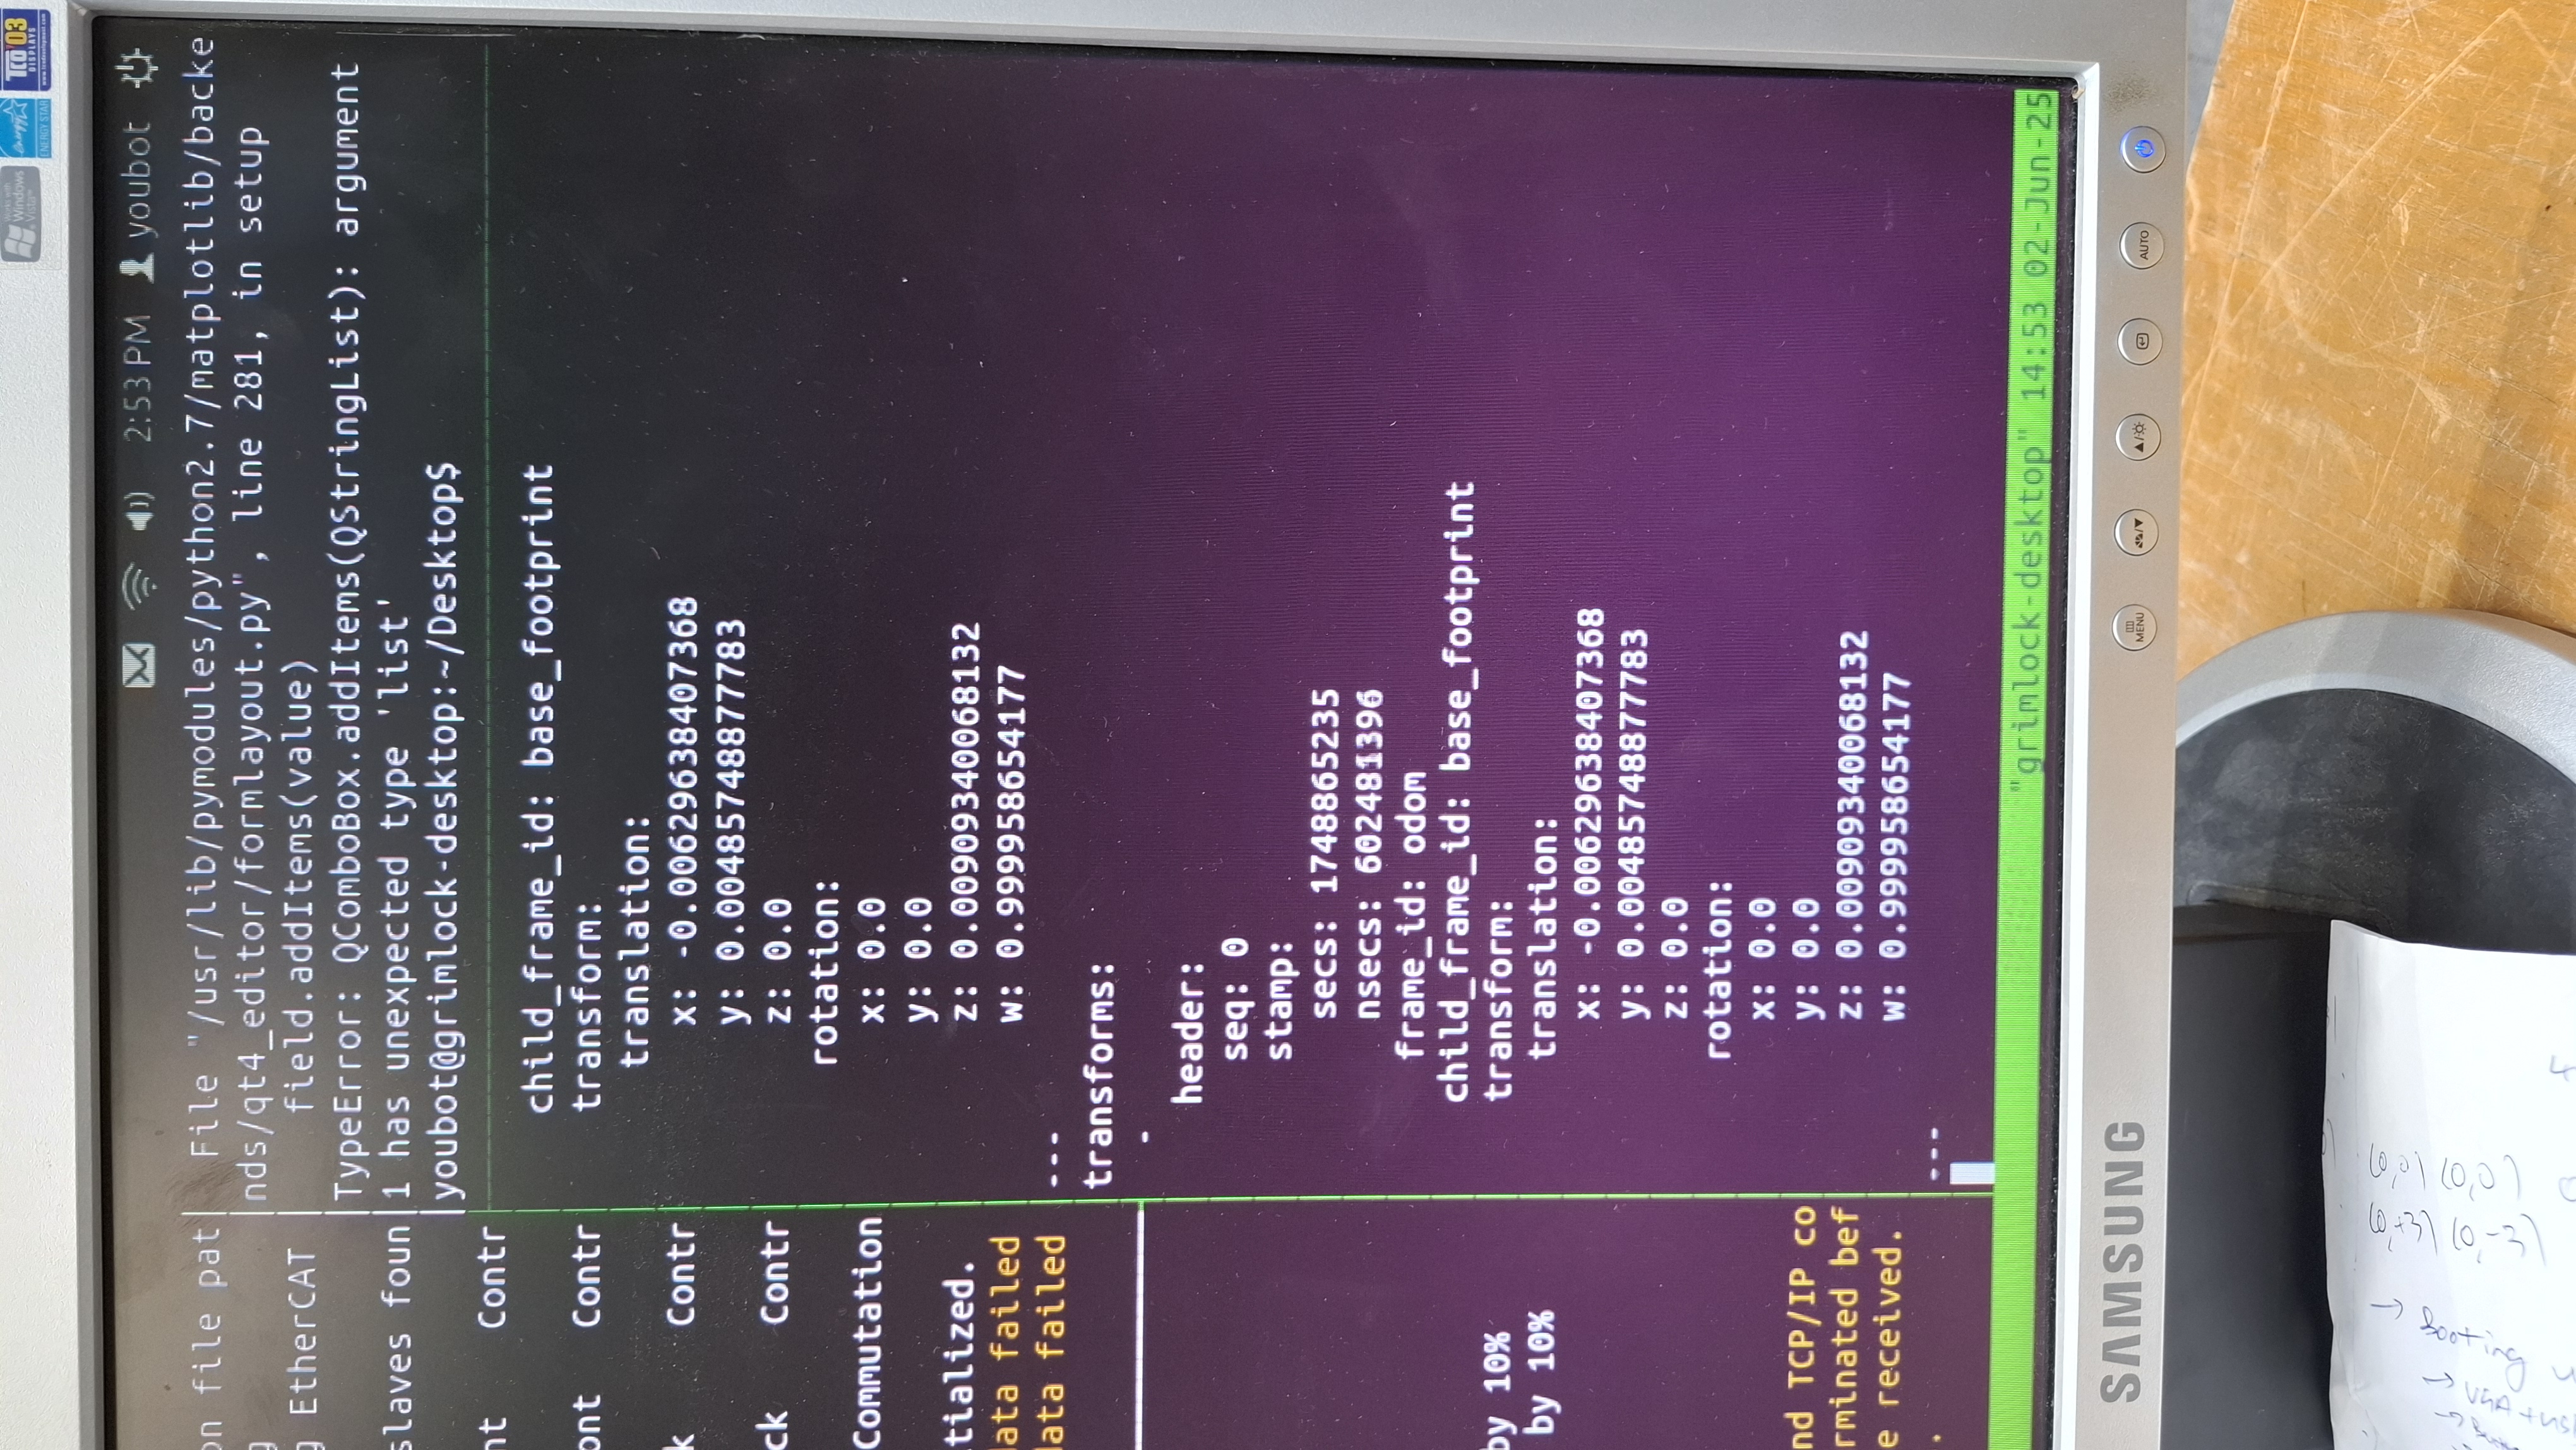 Works with
Windows
Vista
energy
ENERGY STAR
TCO'03
DISPLAYS
www.tcodevelopment.com
2:53 PM youbot
on file pat
g
g EtherCAT
slaves foun
nt Contr
ont Contr
k Contr
ck Contr
Commutation
tialized.
data failed
data failed
by 10%
by 10%
nd TCP/IP co
rminated bef
e received.
.
File "/usr/lib/pymodules/python2.7/matplotlib/backe
nds/qt4_editor/formlayout.py", line 281, in setup
field.addItems(value)
TypeError: QComboBox.addItems(QStringList): argument
1 has unexpected type 'list'
youbot@grimlock-desktop:~/Desktop$
child_frame_id: base_footprint
transform:
translation:
x: -0.00629638407368
y: 0.00485748877783
z: 0.0
rotation:
x: 0.0
y: 0.0
z: 0.00909340068132
w: 0.999958654177
---
transforms:
-
header:
seq: 0
stamp:
secs: 1748865235
nsecs: 602481396
frame_id: odom
child_frame_id: base_footprint
transform:
translation:
x: -0.00629638407368
y: 0.00485748877783
z: 0.0
rotation:
x: 0.0
y: 0.0
z: 0.00909340068132
w: 0.999958654177
---
"grimlock-desktop" 14:53 02-Jun-25
SAMSUNG
MENU
AUTO
(0,0) (0,0)
(0,+3) (0,-3)
→ Booting